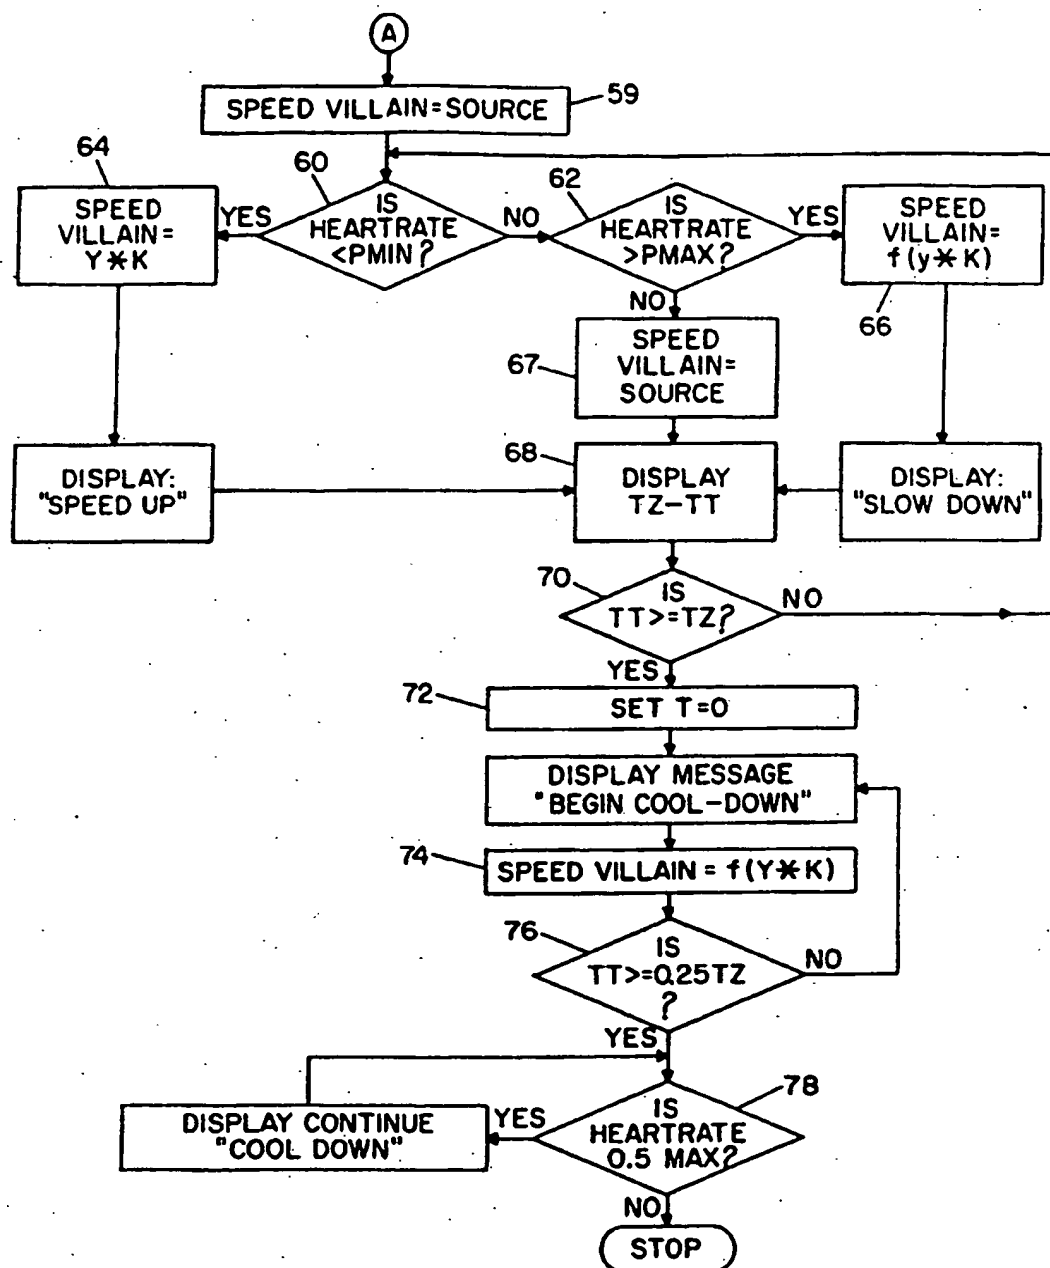 A
SPEED VILLAIN=SOURCE
59
64
60
62
SPEED
VILLAIN=
Y*K
YES
IS
HEARTRATE
<PMIN?
NO
IS
HEARTRATE
>PMAX?
YES
SPEED
VILLAIN=
f(y*K)
66
NO
67
SPEED
VILLAIN=
SOURCE
DISPLAY:
"SPEED UP"
68
DISPLAY
TZ-TT
DISPLAY:
"SLOW DOWN"
70
IS
TT>=TZ?
NO
YES
72
SET T=0
DISPLAY MESSAGE
"BEGIN COOL-DOWN"
74
SPEED VILLAIN = f(Y*K)
76
IS
TT>=0.25TZ
?
NO
YES
78
DISPLAY CONTINUE
"COOL DOWN"
YES
IS
HEARTRATE
0.5 MAX?
NO
STOP